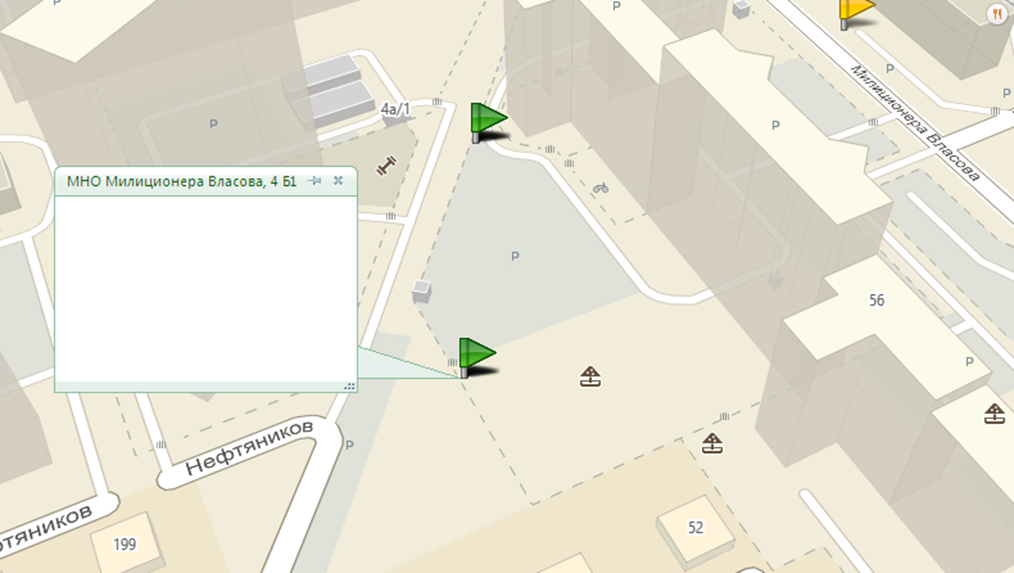 P
P
Милиционера Власова
P
P
4а/1
P
P
МНО Милиционера Власова, 4 Б1
P
56
P
Нефтяников
P
фтяников
199
52